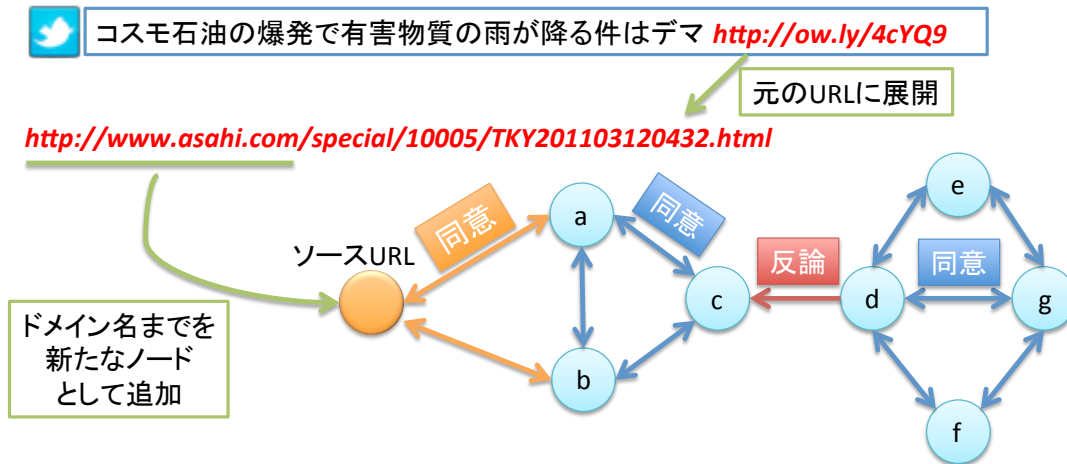 コスモ石油の爆発で有害物質の雨が降る件はデマ http://ow.ly/4cYQ9
元のURLに展開
http://www.asahi.com/special/10005/TKY201103120432.html
ソースURL
同意
a
同意
b
c
反論
d
e
同意
g
f
ドメイン名までを
新たなノード
として追加